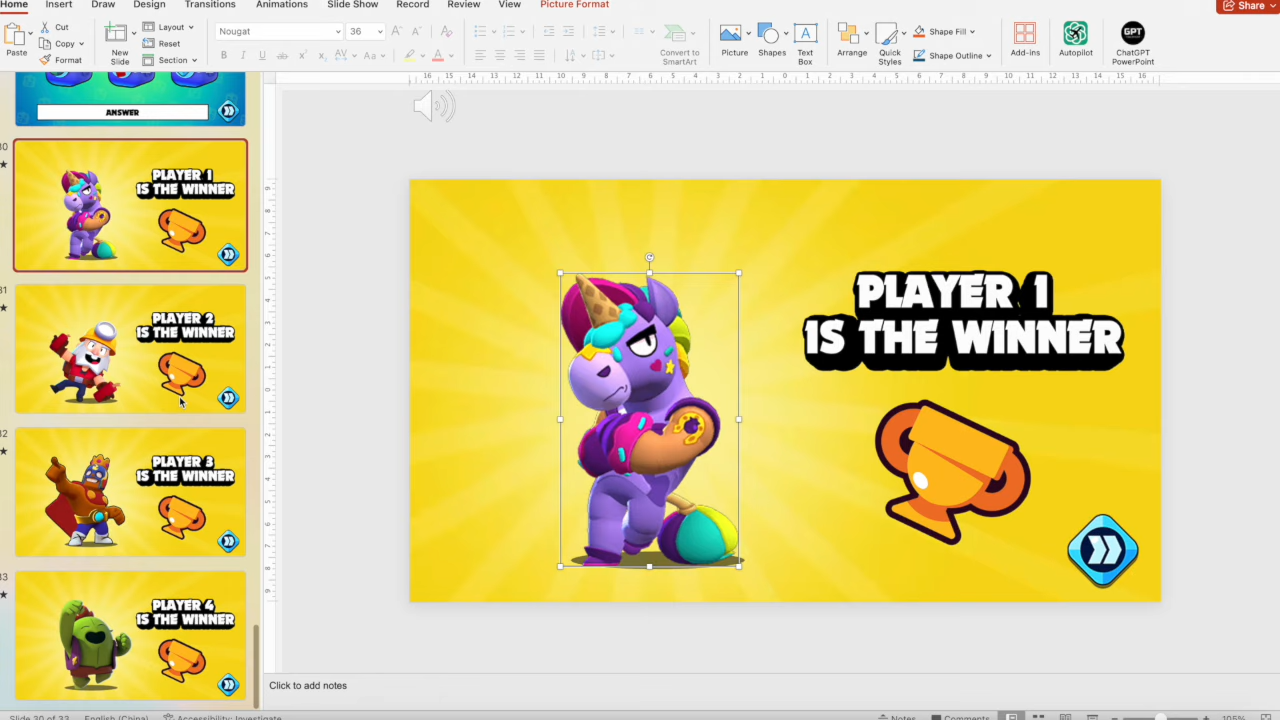 Home Insert Draw Design Transitions Animations Slide Show Record Review View Picture Format Share
Paste
Cut
Copy
Format
New
Slide
Layout
Reset
Section
Nougat 36
Convert to
SmartArt
Picture
Shapes
Text
Box
Arrange
Quick
Styles
Shape Fill
Shape Outline
Add-ins
Autopilot
GPT
ChatGPT
PowerPoint
ANSWER
PLAYER 1
IS THE WINNER
31
PLAYER 2
IS THE WINNER
32
PLAYER 3
IS THE WINNER
33
PLAYER 4
IS THE WINNER
PLAYER 1
IS THE WINNER
Click to add notes
Slide 30 of 33 English (China) Accessibility: Investigate Notes Comments 105%